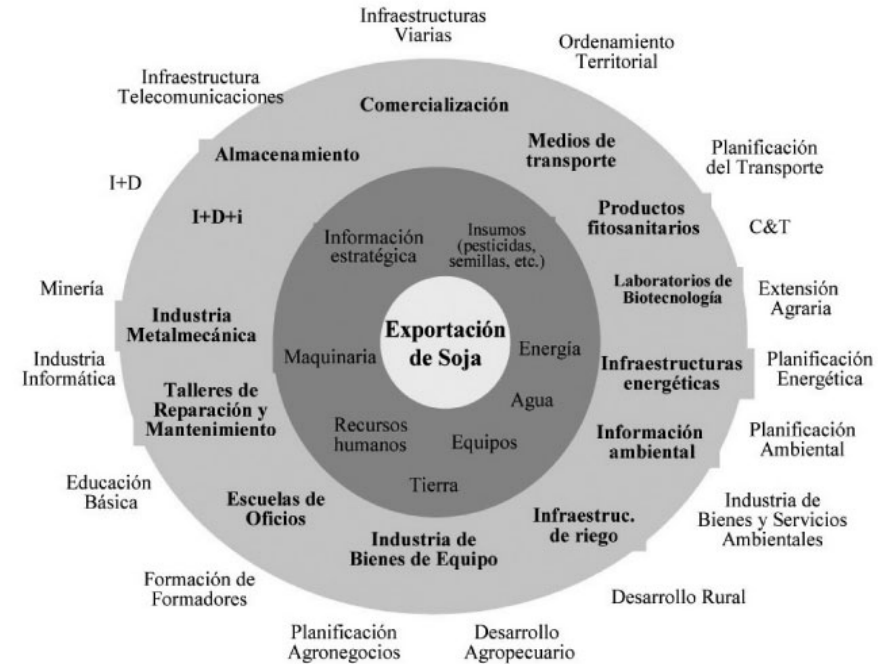 Infraestructuras
Viarias
Ordenamiento
Territorial
Infraestructura
Telecomunicaciones
Comercialización
Medios de
transporte
Almacenamiento
Planificación
del Transporte
I+D
I+D+i
Productos
fitosanitarios
C&T
Información
estratégica
Insumos
(pesticidas,
semillas, etc.)
Laboratorios de
Biotecnología
Extensión
Agraria
Minería
Industria
Metalmecánica
Exportación
de Soja
Maquinaria
Energía
Infraestructuras
energéticas
Planificación
Energética
Industria
Informática
Talleres de
Reparación y
Mantenimiento
Agua
Recursos
humanos
Equipos
Información
ambiental
Planificación
Ambiental
Tierra
Educación
Básica
Escuelas de
Oficios
Industria de
Bienes de Equipo
Infraestruc.
de riego
Industria de
Bienes y Servicios
Ambientales
Formación de
Formadores
Desarrollo Rural
Planificación
Agronegocios
Desarrollo
Agropecuario